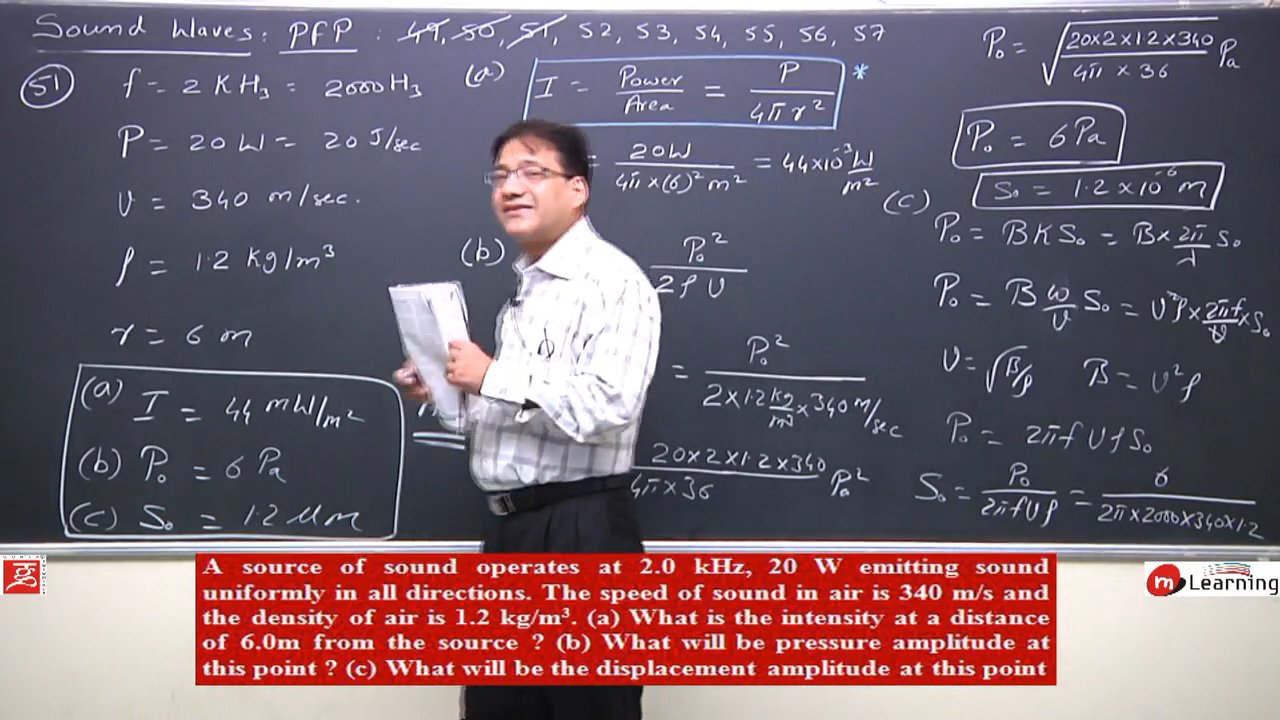 Sound Waves: PfP : 49, 50, 51, 52, 53, 54, 55, 56, 57
51
f = 2 KHz = 2000 Hz
P = 20 W = 20 J/sec
v = 340 m/sec.
ρ = 1.2 kg/m³
r = 6 m
(a) I = 44 mW/m²
(b) P₀ = 6 Pa
(c) S₀ = 1.2 μm
(a) I = Power/Area = P/4πr² *
= 20W/4π×(6)² m² = 44×10⁻³ W/m²
(b) P₀²/2ρv
= P₀²/2×1.2 kg/m³×340 m/sec
20×2×1.2×340/4π×36 Pa²
P₀ = √(20×2×1.2×340/4π×36) Pa
P₀ = 6 Pa
(c) S₀ = 1.2×10⁻⁶ m
P₀ = BKS₀ = B×2π/λ S₀
P₀ = B ω/v S₀ = v²ρ×2πf/v×S₀
v = √B/ρ B = v²ρ
P₀ = 2πfvρS₀
S₀ = P₀/2πfvρ = 6/2π×2000×340×1.2
A source of sound operates at 2.0 kHz, 20 W emitting sound
uniformly in all directions. The speed of sound in air is 340 m/s and
the density of air is 1.2 kg/m³. (a) What is the intensity at a distance
of 6.0m from the source ? (b) What will be pressure amplitude at
this point ? (c) What will be the displacement amplitude at this point
m Learning